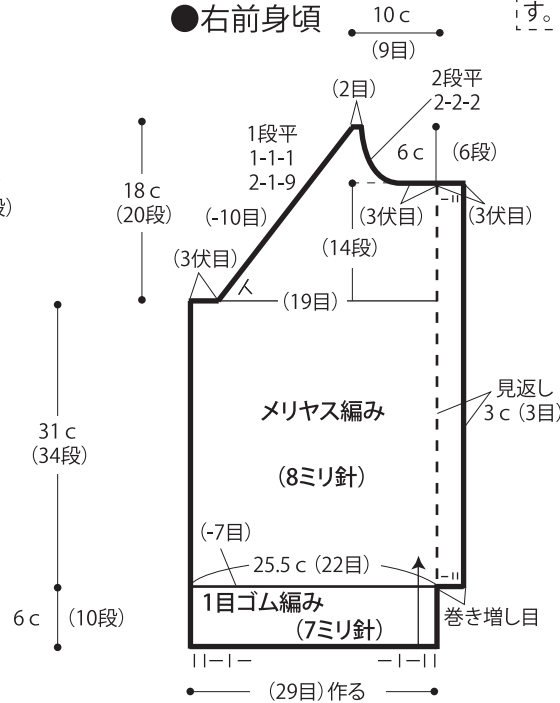 ●右前身頃
10 c
(9目)
す。
(2目)
2段平
2-2-2
1段平
1-1-1
2-1-9
6 c (6段)
18 c
(20段)
(-10目)
(3伏目)
(3伏目)
(14段)
(3伏目)
(19目)
段)
メリヤス編み
見返し
3 c (3目)
31 c
(34段)
(8ミリ針)
(-7目)
25.5 c (22目)
1目ゴム編み
(7ミリ針)
巻き増し目
6 c (10段)
(29目) 作る